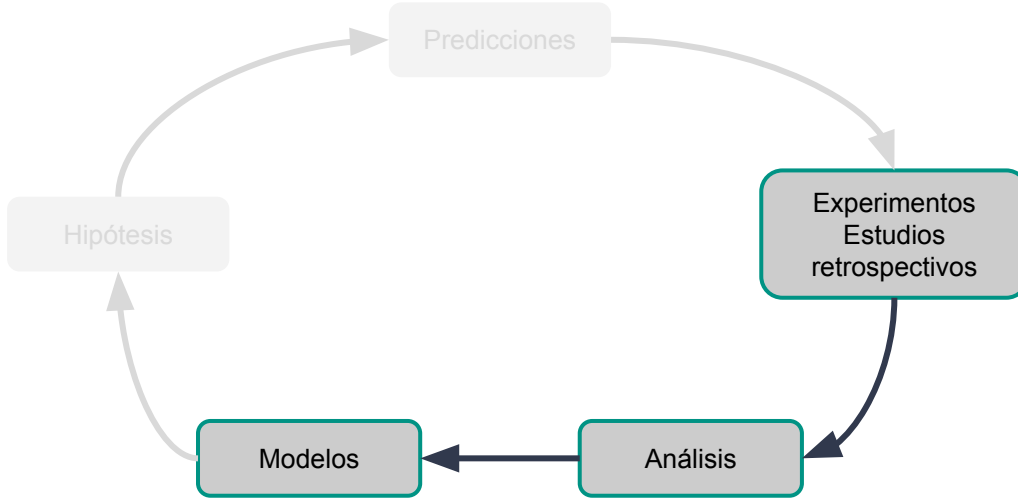 Predicciones
Experimentos
Estudios
retrospectivos
Hipótesis
Modelos
Análisis